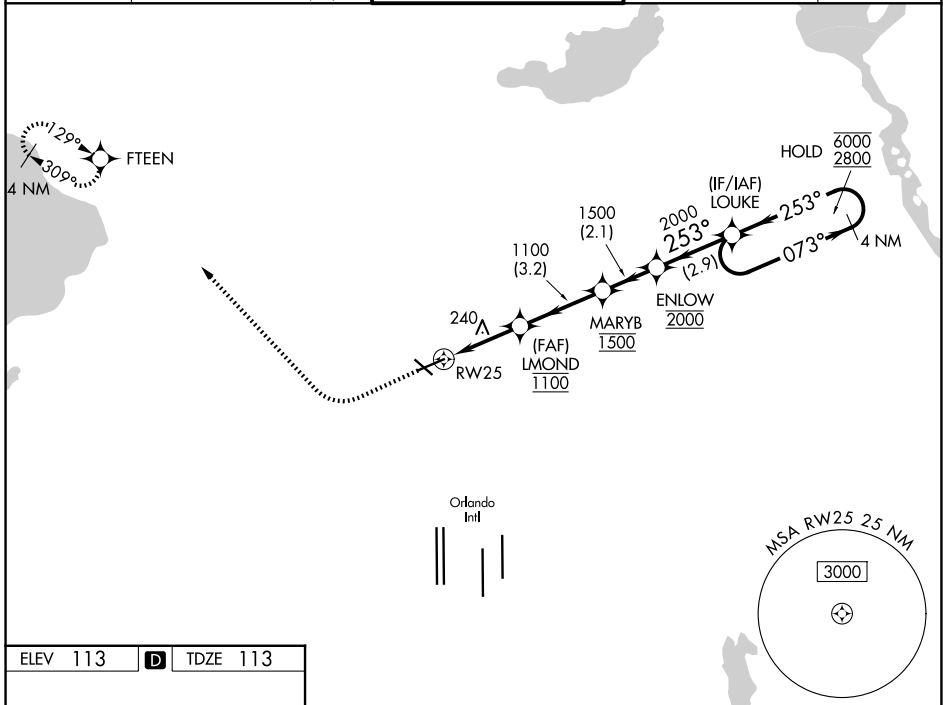 129°
309°
4 NM
FTEEN
HOLD
6000
2800
(IF/IAF)
LOUKE
253°
073°
4 NM
2000
253°
(2.9)
1500
(2.1)
1100
(3.2)
ENLOW
2000
MARYB
1500
240
(FAF)
LMOND
1100
RW25
Orlando
Intl
MSA RW25 25 NM
3000
ELEV 113 D TDZE 113